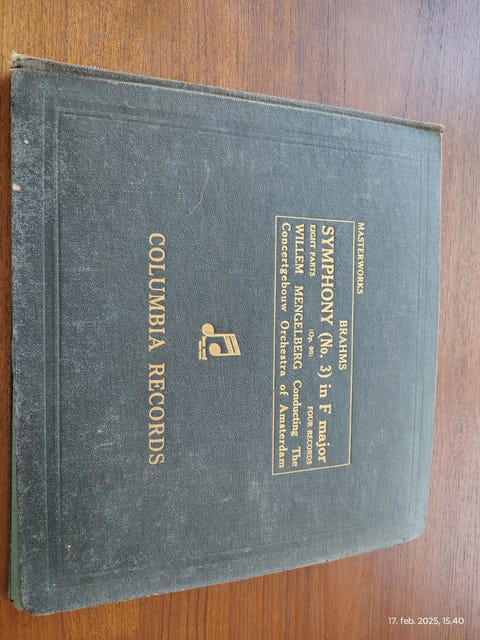 MASTERWORKS
BRAHMS
SYMPHONY (No. 3) in F major
EIGHT PARTS (Op. 90) FOUR RECORDS
WILLEM MENGELBERG Conducting The
Concertgebouw Orchestra of Amsterdam
COLUMBIA RECORDS
17. feb. 2025, 15.40